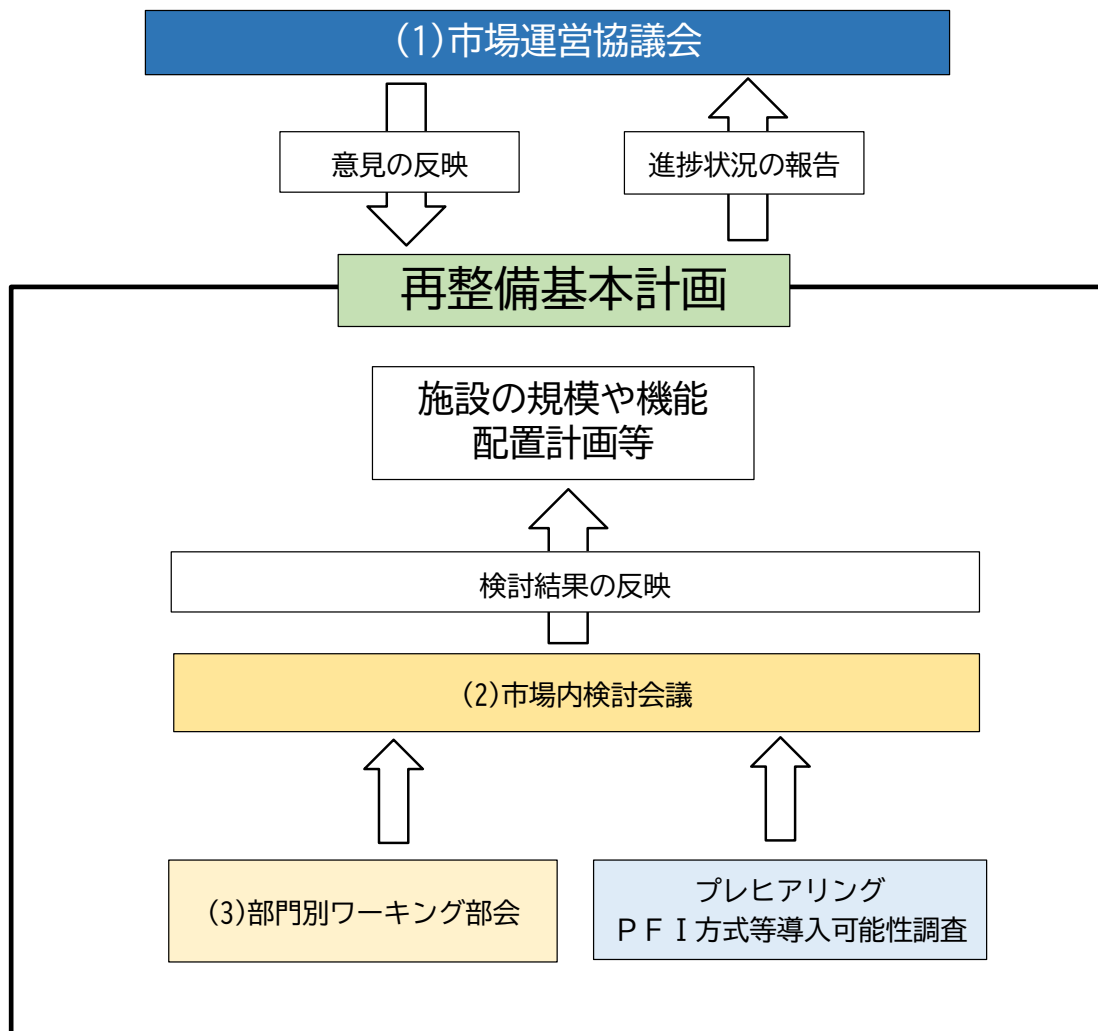 (1)市場運営協議会
意見の反映
進捗状況の報告
再整備基本計画
施設の規模や機能
配置計画等
検討結果の反映
(2)市場内検討会議
(3)部門別ワーキング部会
プレヒアリング
ＰＦＩ方式等導入可能性調査